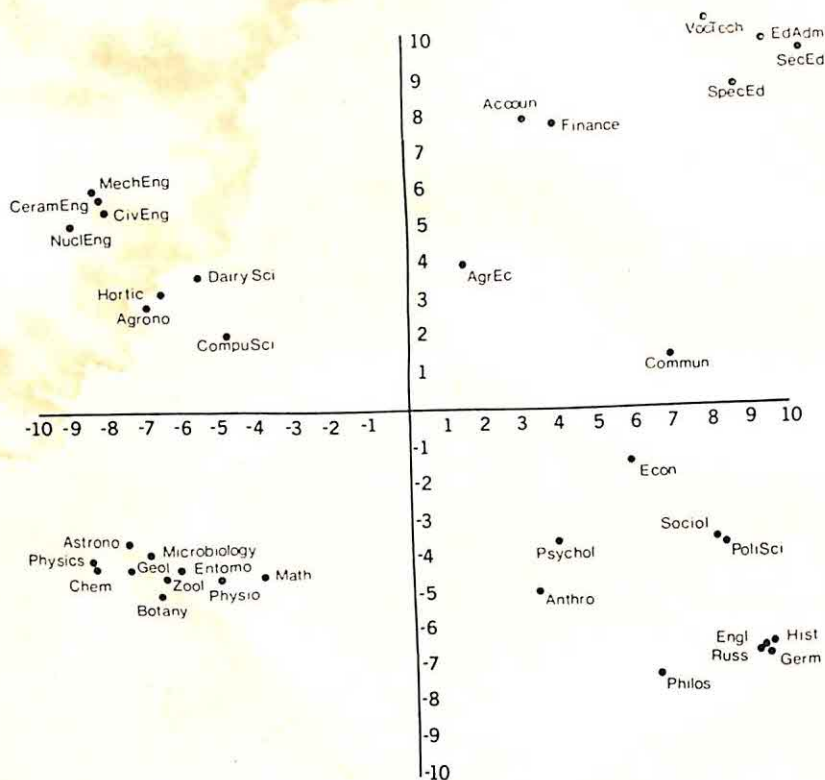 VocTech EdAdm
10 SecEd
9 SpecEd
Accoun
8 Finance
7
MechEng 6
CeramEng CivEng 5
NuclEng
Dairy Sci 4 AgrEc
Hortic 3
Agrono
CompuSci 2 Commun
1
-10 -9 -8 -7 -6 -5 -4 -3 -2 -1 1 2 3 4 5 6 7 8 9 10
-1 Econ
-2
-3 Sociol
Astrono Microbiology -4 Psychol PoliSci
Physics Geol Entomo Math
Chem Zool Physio -5 Anthro
Botany
-6 Engl Hist
-7 Russ Germ
Philos
-8
-9
-10